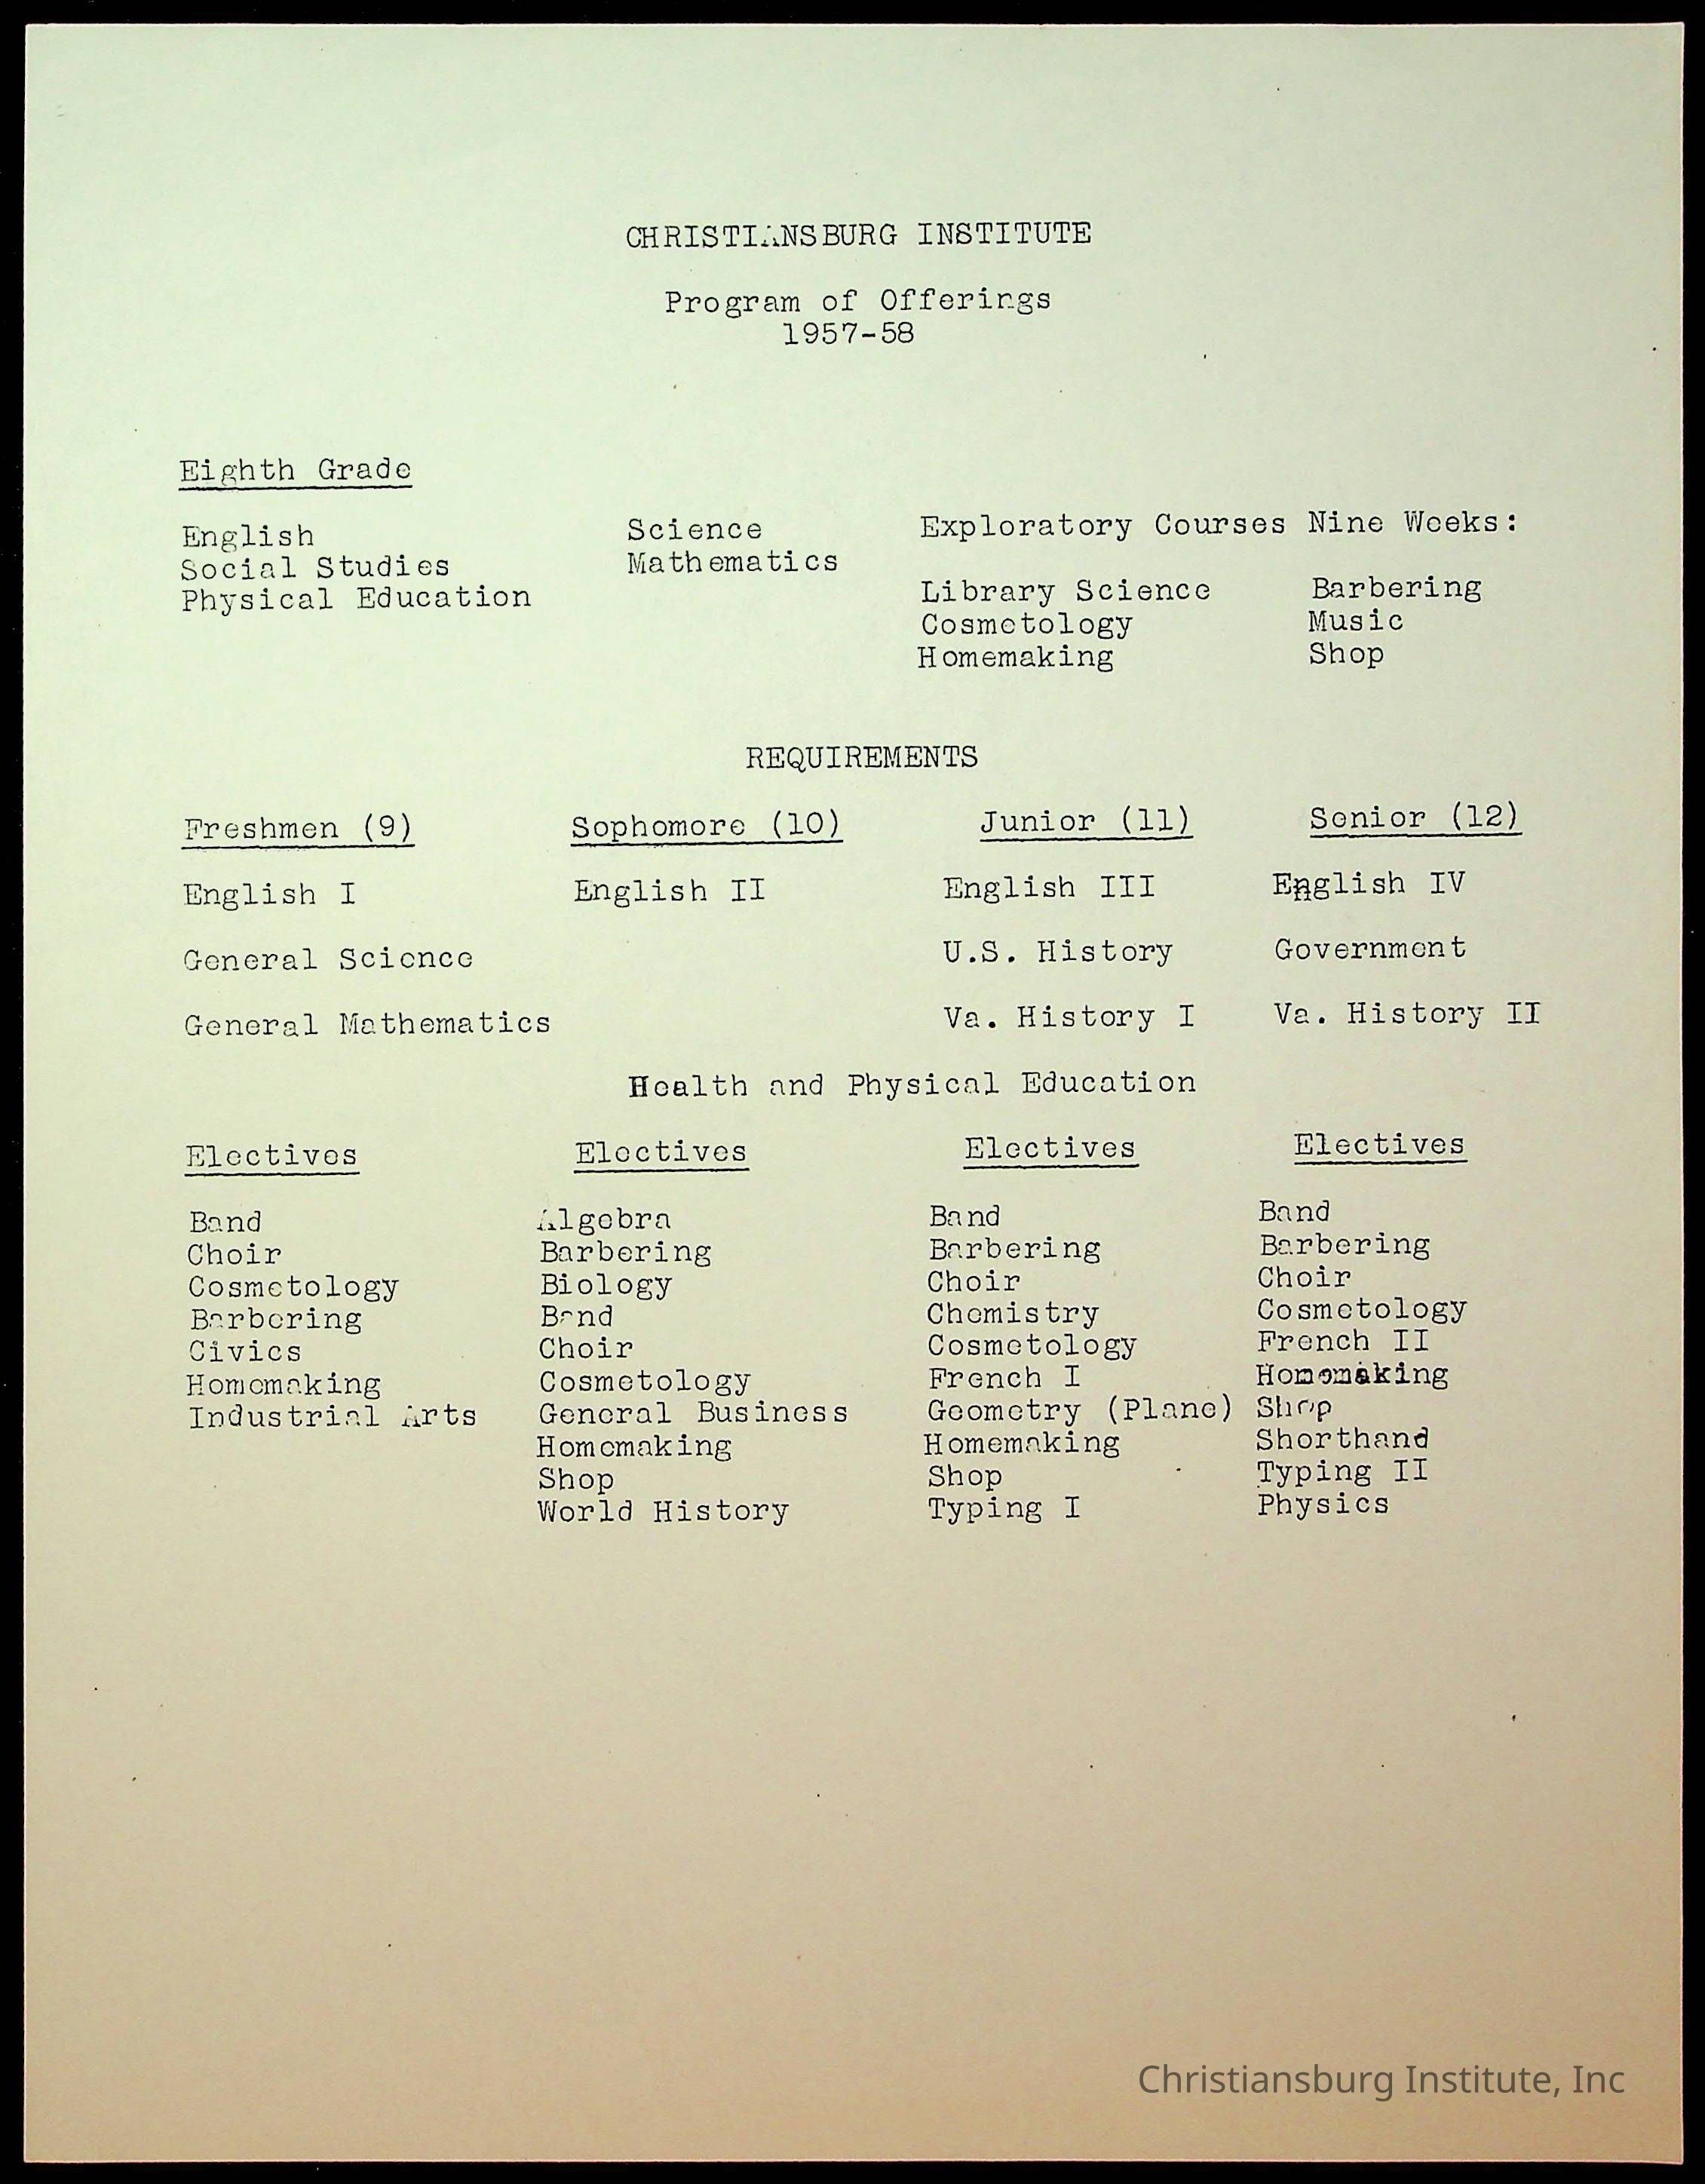 CHRISTIANSBURG INSTITUTE
Program of Offerings
1957-58
Eighth Grade
English Science Exploratory Courses Nine Weeks:
Social Studies Mathematics
Physical Education Library Science Barbering
Cosmetology Music
Homemaking Shop
REQUIREMENTS
Freshmen (9) Sophomore (10) Junior (11) Senior (12)
English I English II English III English IV
General Science U.S. History Government
General Mathematics Va. History I Va. History II
Health and Physical Education
Electives Electives Electives Electives
Band Algebra Band Band
Choir Barbering Barbering Barbering
Cosmetology Biology Choir Choir
Barbering Band Chemistry Cosmetology
Civics Choir Cosmetology French II
Homemaking Cosmetology French I Homemaking
Industrial Arts General Business Geometry (Plane) Shop
Homemaking Homemaking Shorthand
Shop Shop Typing II
World History Typing I Physics
Christiansburg Institute, Inc